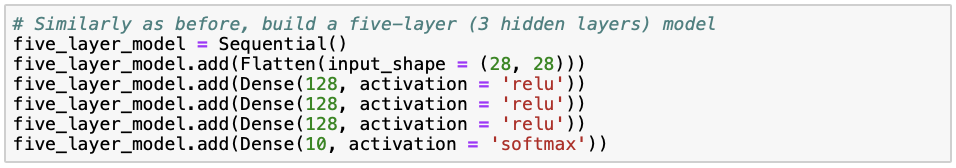 # Similarly as before, build a five-layer (3 hidden layers) model
five_layer_model = Sequential()
five_layer_model.add(Flatten(input_shape = (28, 28)))
five_layer_model.add(Dense(128, activation = 'relu'))
five_layer_model.add(Dense(128, activation = 'relu'))
five_layer_model.add(Dense(128, activation = 'relu'))
five_layer_model.add(Dense(10, activation = 'softmax'))